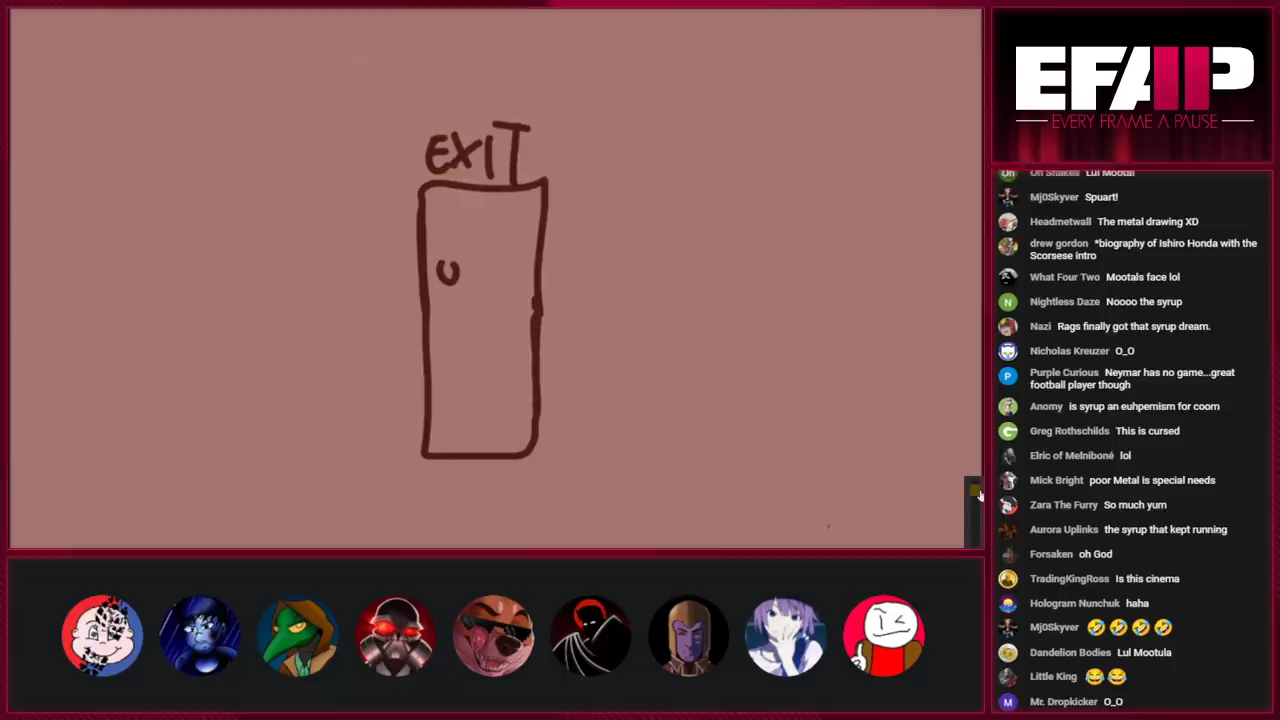 EXIT
EFAP
EVERY FRAME A PAUSE
Oh Snakeu Lul Mootal
Mj0Skyver Spuart!
Headmetwall The metal drawing XD
drew gordon *biography of Ishiro Honda with the
Scorsese intro
What Four Two Mootals face lol
N Nightless Daze Noooo the syrup
Nazi Rags finally got that syrup dream.
Nicholas Kreuzer O_O
P Purple Curious Neymar has no game...great
football player though
Anomy is syrup an euhpemism for coom
Greg Rothschilds This is cursed
Elric of Melniboné lol
Mick Bright poor Metal is special needs
Zara The Furry So much yum
Aurora Uplinks the syrup that kept running
Forsaken oh God
TradingKingRoss Is this cinema
Hologram Nunchuk haha
Mj0Skyver 🤣🤣🤣🤣
Dandelion Bodies Lul Mootula
Little King 😂😂
M Mr. Dropkicker O_O